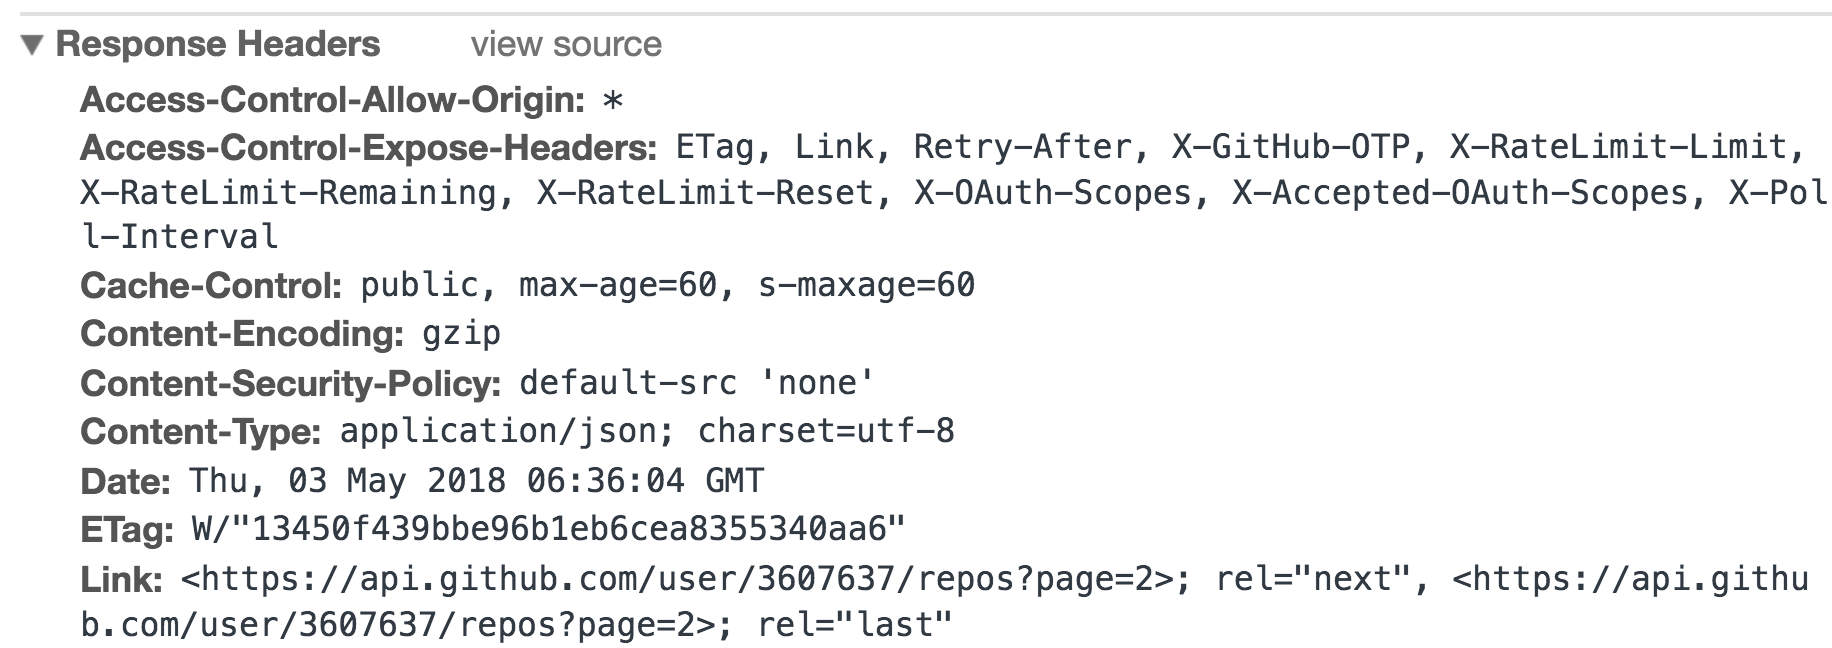 ▼ Response Headers view source
Access-Control-Allow-Origin: *
Access-Control-Expose-Headers: ETag, Link, Retry-After, X-GitHub-OTP, X-RateLimit-Limit,
X-RateLimit-Remaining, X-RateLimit-Reset, X-OAuth-Scopes, X-Accepted-OAuth-Scopes, X-Pol
l-Interval
Cache-Control: public, max-age=60, s-maxage=60
Content-Encoding: gzip
Content-Security-Policy: default-src 'none'
Content-Type: application/json; charset=utf-8
Date: Thu, 03 May 2018 06:36:04 GMT
ETag: W/"13450f439bbe96b1eb6cea8355340aa6"
Link: <https://api.github.com/user/3607637/repos?page=2>; rel="next", <https://api.githu
b.com/user/3607637/repos?page=2>; rel="last"